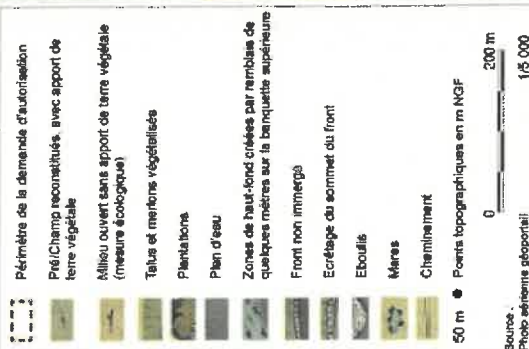 Périmètre de la demande d'autorisation
Pré/Champ reconstitués, avec apport de
terre végétale
Milieu ouvert sans apport de terre végétale
(mesure écologique)
Talus et merlons végétalisés
Plantations
Plan d'eau
Zones de haut-fond créées par remblais de
quelques mètres sur la banquette supérieure
Front non immergé
Ecrêtage du sommet du front
Eboulis
Mares
Cheminement
50 m Points topographiques en m NGF
0 200 m
Source :
Photo aérienne géoportail 1/5 000